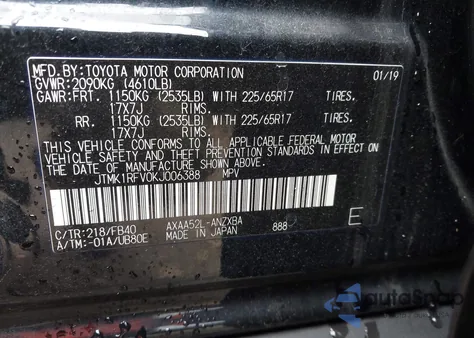 MFD.BY:TOYOTA MOTOR CORPORATION 01/19
GVWR:2090KG (4610LB)
GAWR:FRT. 1150KG (2535LB) WITH 225/65R17 TIRES.
17X7J RIMS.
RR. 1150KG (2535LB) WITH 225/65R17 TIRES.
17X7J RIMS.
THIS VEHICLE CONFORMS TO ALL APPLICABLE FEDERAL MOTOR
VEHICLE SAFETY AND THEFT PREVENTION STANDARDS IN EFFECT ON
THE DATE OF MANUFACTURE SHOWN ABOVE.
JTMK1RFV0KJ006388 MPV
C/TR:218/FB40 AXAA52L-ANZXBA
A/TM:-01A/UB80E MADE IN JAPAN 888 E
autoSnap